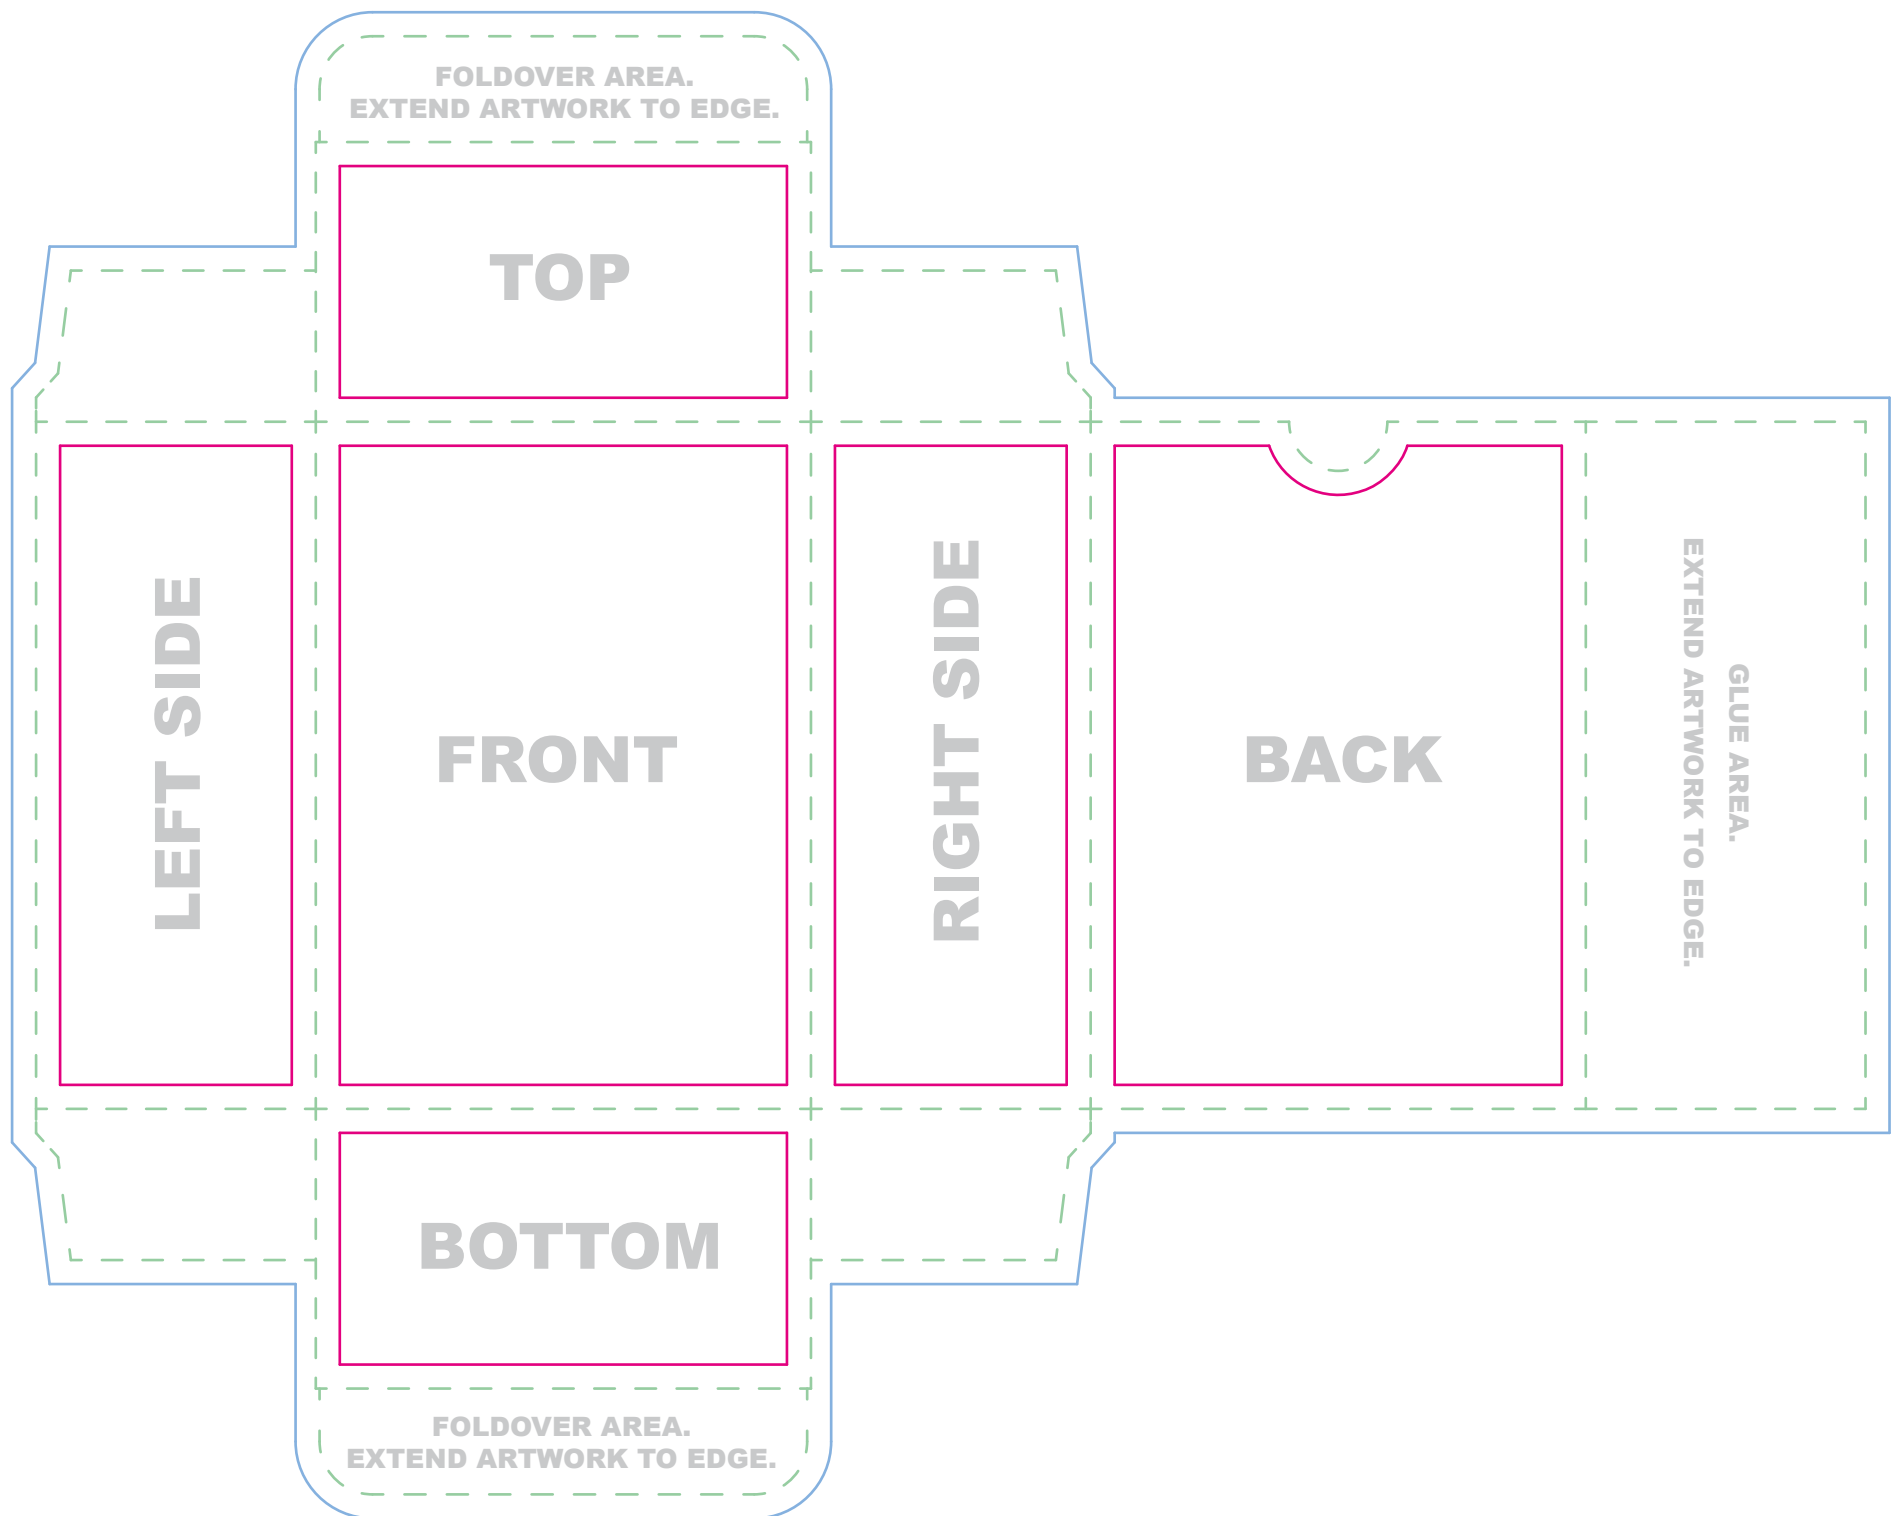 FOLDOVER AREA.
EXTEND ARTWORK TO EDGE.
TOP
LEFT SIDE
FRONT
RIGHT SIDE
BACK
GLUE AREA.
EXTEND ARTWORK TO EDGE.
BOTTOM
FOLDOVER AREA.
EXTEND ARTWORK TO EDGE.